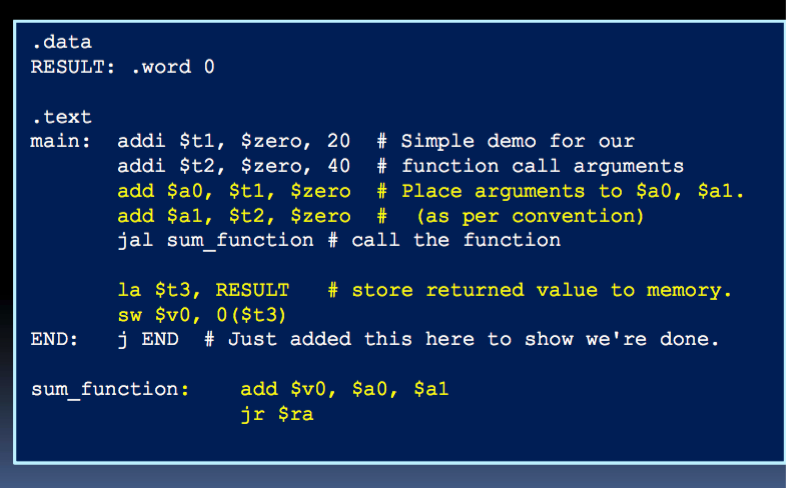 .data
RESULT: .word 0
.text
main: addi $t1, $zero, 20 # Simple demo for our
addi $t2, $zero, 40 # function call arguments
add $a0, $t1, $zero # Place arguments to $a0, $a1.
add $a1, $t2, $zero # (as per convention)
jal sum_function # call the function
la $t3, RESULT # store returned value to memory.
sw $v0, 0($t3)
END: j END # Just added this here to show we're done.
sum_function: add $v0, $a0, $a1
jr $ra